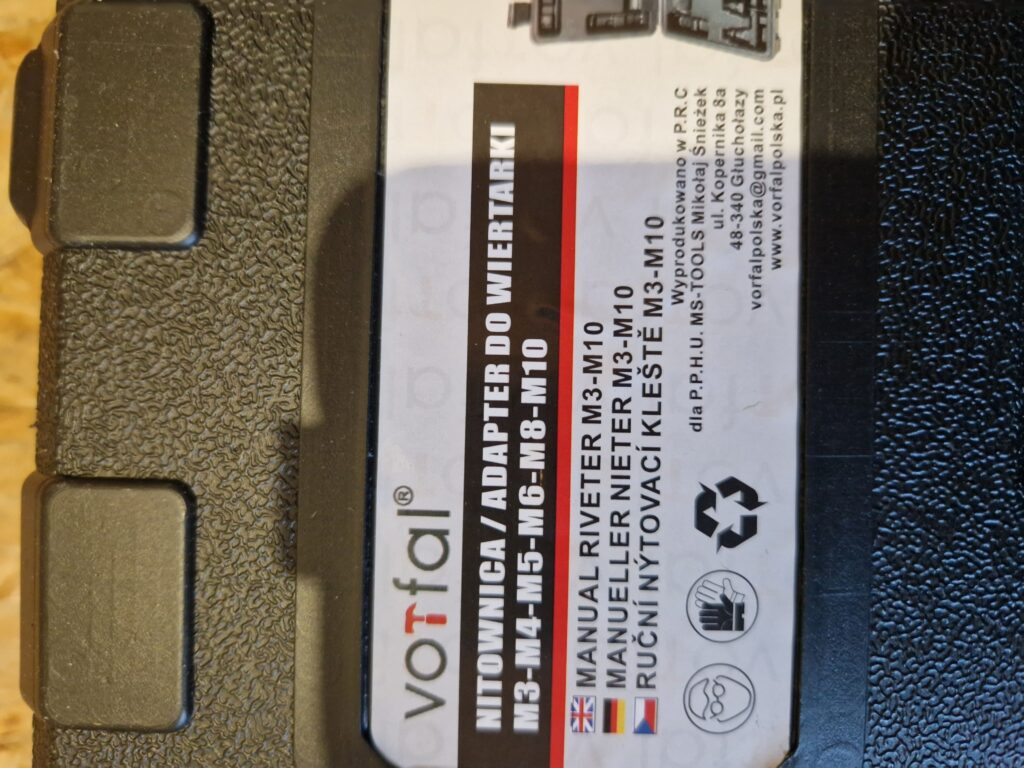 vorfal®
NITOWNICA / ADAPTER DO WIERTARKI
M3-M4-M5-M6-M8-M10
MANUAL RIVETER M3-M10
MANUELLER NIETER M3-M10
RUČNÍ NÝTOVACÍ KLEŠTĚ M3-M10
Wyprodukowano w P.R.C
dla P.P.H.U. MS-TOOLS Mikołaj Śnieżek
ul. Kopernika 8a
48-340 Głuchołazy
vorfalpolska@gmail.com
www.vorfalpolska.pl